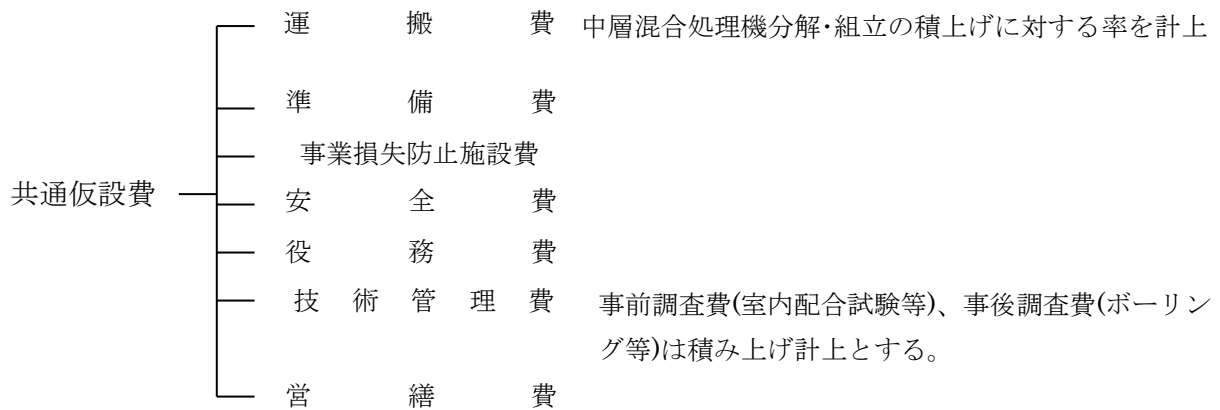 運搬費 中層混合処理機分解･組立の積上げに対する率を計上
準備費
事業損失防止施設費
共通仮設費
安全費
役務費
技術管理費 事前調査費(室内配合試験等)、事後調査費(ボーリン
グ等)は積み上げ計上とする。
営繕費